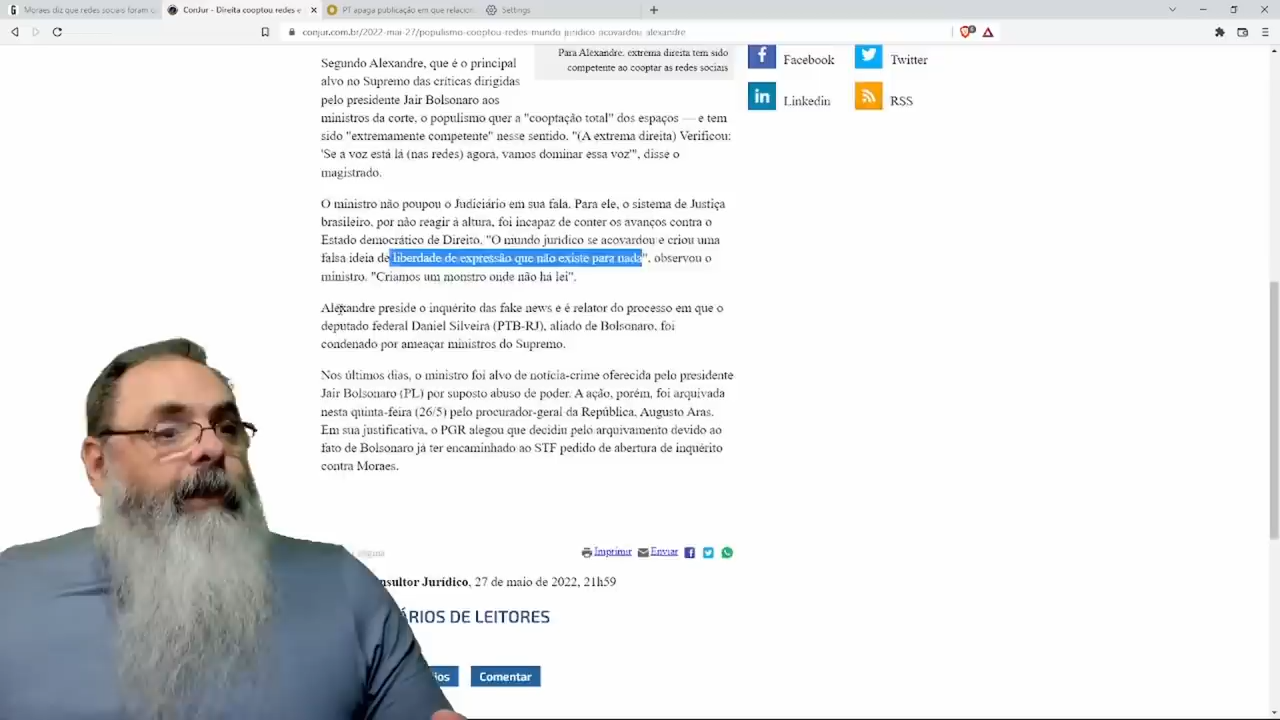 Moraes diz que redes sociais foram c
ConJur - Direita cooptou redes e
PT apaga publicação em que relacion
Settings
conjur.com.br/2022-mai-27/populismo-cooptou-redes-mundo-juridico-acovardou-alexandre
Para Alexandre, extrema direita tem sido
competente ao cooptar as redes sociais
Facebook
Twitter
Linkedin
RSS
Segundo Alexandre, que é o principal
alvo no Supremo das críticas dirigidas
pelo presidente Jair Bolsonaro aos
ministros da corte, o populismo quer a "cooptação total" dos espaços — e tem
sido "extremamente competente" nesse sentido. "(A extrema direita) Verificou:
'Se a voz está lá (nas redes) agora, vamos dominar essa voz'", disse o
magistrado.
O ministro não poupou o Judiciário em sua fala. Para ele, o sistema de Justiça
brasileiro, por não reagir à altura, foi incapaz de conter os avanços contra o
Estado democrático de Direito. "O mundo jurídico se acovardou e criou uma
falsa ideia de liberdade de expressão que não existe para nada", observou o
ministro. "Criamos um monstro onde não há lei".
Alexandre preside o inquérito das fake news e é relator do processo em que o
deputado federal Daniel Silveira (PTB-RJ), aliado de Bolsonaro, foi
condenado por ameaçar ministros do Supremo.
Nos últimos dias, o ministro foi alvo de notícia-crime oferecida pelo presidente
Jair Bolsonaro (PL) por suposto abuso de poder. A ação, porém, foi arquivada
nesta quinta-feira (26/5) pelo procurador-geral da República, Augusto Aras.
Em sua justificativa, o PGR alegou que decidiu pelo arquivamento devido ao
fato de Bolsonaro já ter encaminhado ao STF pedido de abertura de inquérito
contra Moraes.
página
Imprimir Enviar
nsultor Jurídico, 27 de maio de 2022, 21h59
ÁRIOS DE LEITORES
ios
Comentar